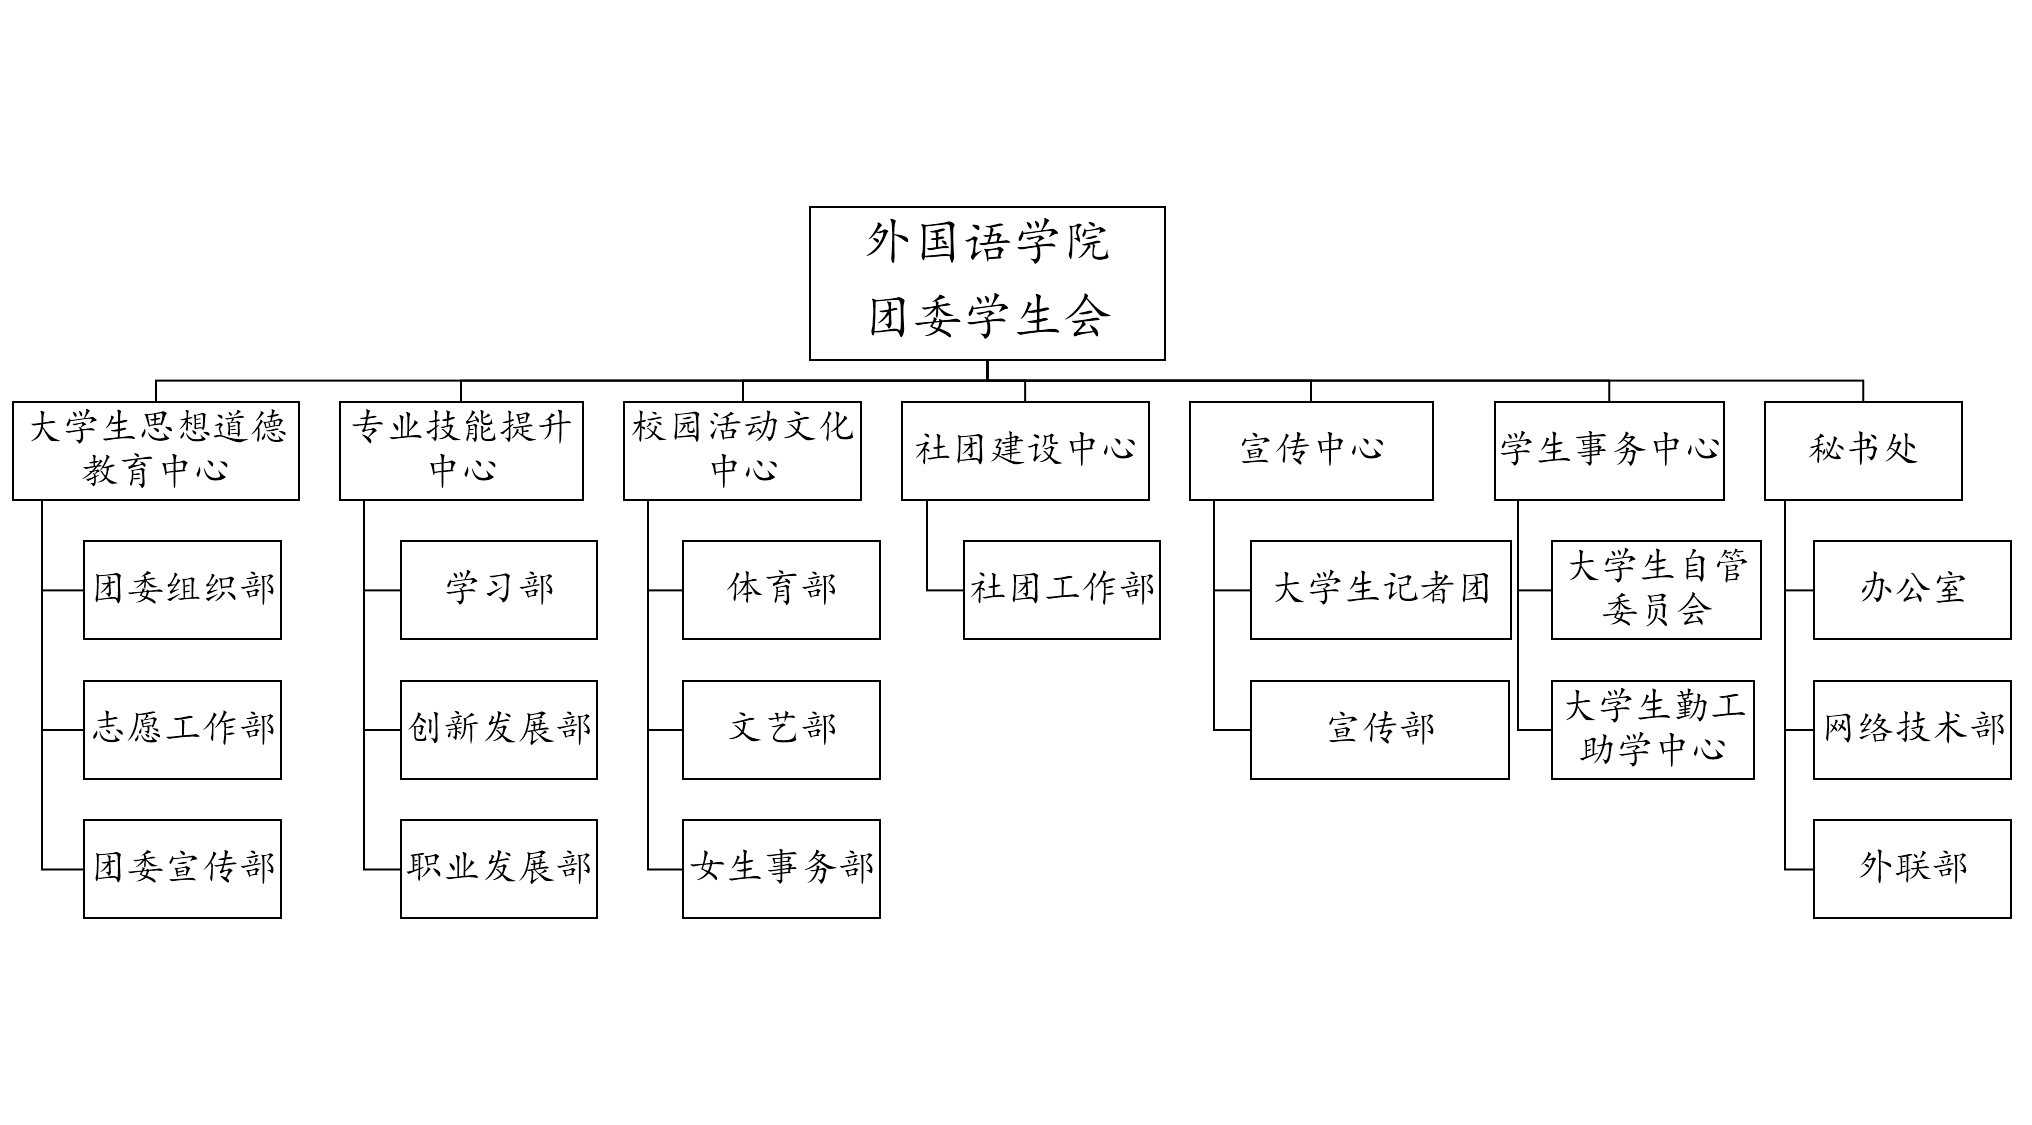 外国语学院
团委学生会
大学生思想道德
教育中心
专业技能提升
中心
校园活动文化
中心
社团建设中心
宣传中心
学生事务中心
秘书处
团委组织部
志愿工作部
团委宣传部
学习部
创新发展部
职业发展部
体育部
文艺部
女生事务部
社团工作部
大学生记者团
宣传部
大学生自管
委员会
大学生勤工
助学中心
办公室
网络技术部
外联部